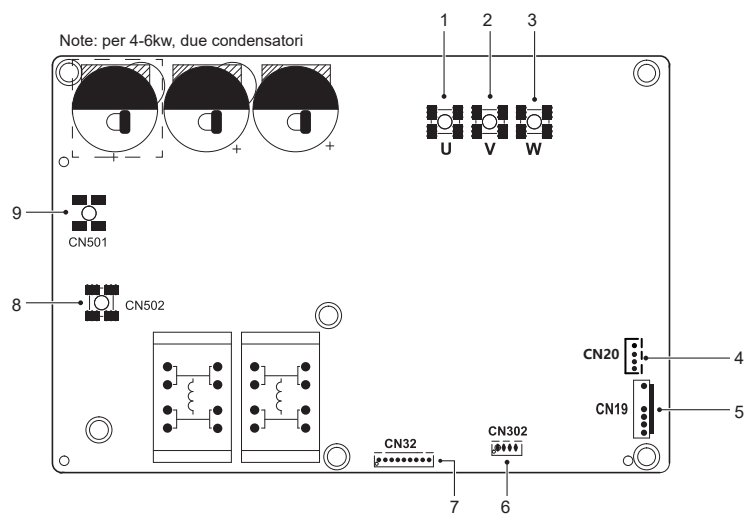 1 2 3
Note: per 4-6kw, due condensatori
+ + +
U V W
9
CN501
8 CN502
CN20 4
CN19 5
CN32 CN302
7 6